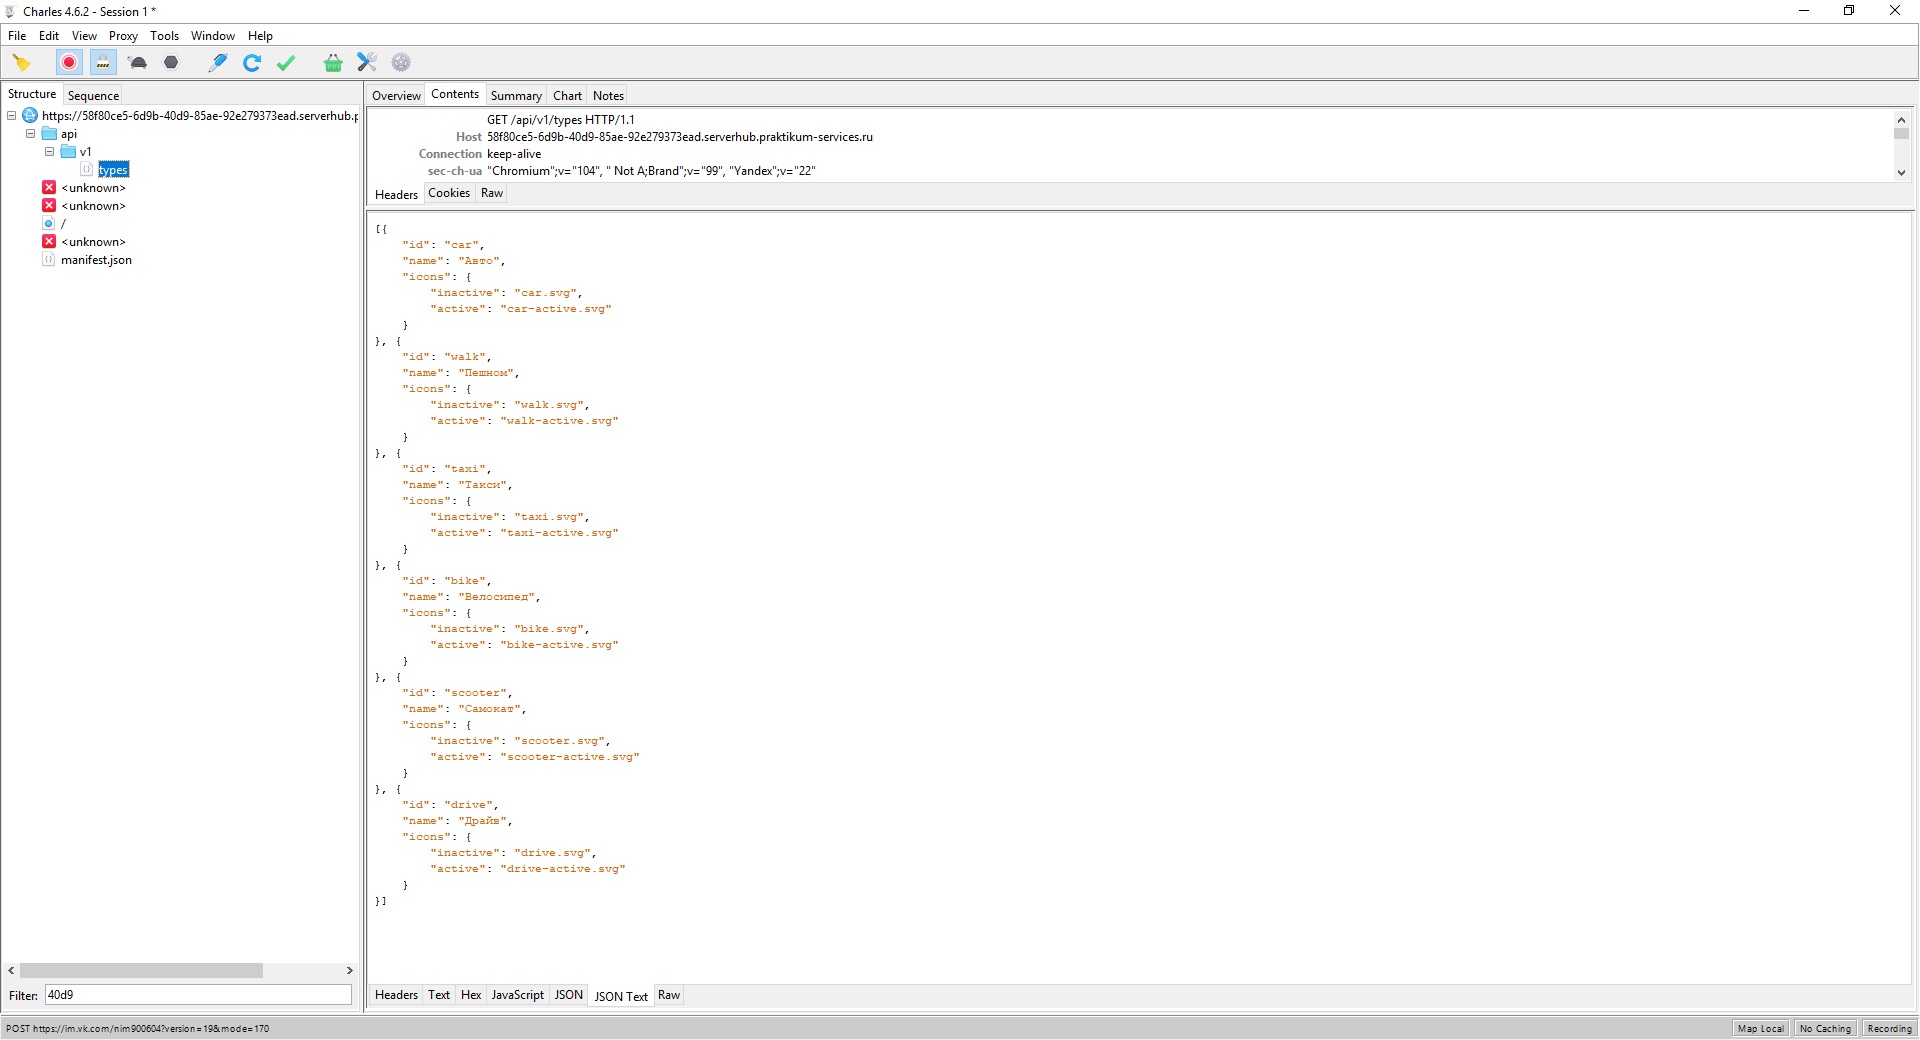 Charles 4.6.2 - Session 1 *
File Edit View Proxy Tools Window Help
Structure Sequence
https://58f80ce5-6d9b-40d9-85ae-92e279373ead.serverhub.p
api
v1
types
<unknown>
<unknown>
/
<unknown>
manifest.json
Filter: 40d9
Overview Contents Summary Chart Notes
GET /api/v1/types HTTP/1.1
Host 58f80ce5-6d9b-40d9-85ae-92e279373ead.serverhub.praktikum-services.ru
Connection keep-alive
sec-ch-ua "Chromium";v="104", " Not A;Brand";v="99", "Yandex";v="22"
Headers Cookies Raw
[{
"id": "car",
"name": "Авто",
"icons": {
"inactive": "car.svg",
"active": "car-active.svg"
}
}, {
"id": "walk",
"name": "Пешком",
"icons": {
"inactive": "walk.svg",
"active": "walk-active.svg"
}
}, {
"id": "taxi",
"name": "Такси",
"icons": {
"inactive": "taxi.svg",
"active": "taxi-active.svg"
}
}, {
"id": "bike",
"name": "Велосипед",
"icons": {
"inactive": "bike.svg",
"active": "bike-active.svg"
}
}, {
"id": "scooter",
"name": "Самокат",
"icons": {
"inactive": "scooter.svg",
"active": "scooter-active.svg"
}
}, {
"id": "drive",
"name": "Драйв",
"icons": {
"inactive": "drive.svg",
"active": "drive-active.svg"
}
}]
Headers Text Hex JavaScript JSON JSON Text Raw
POST https://im.vk.com/nim900604?version=19&mode=170
Map Local No Caching Recording